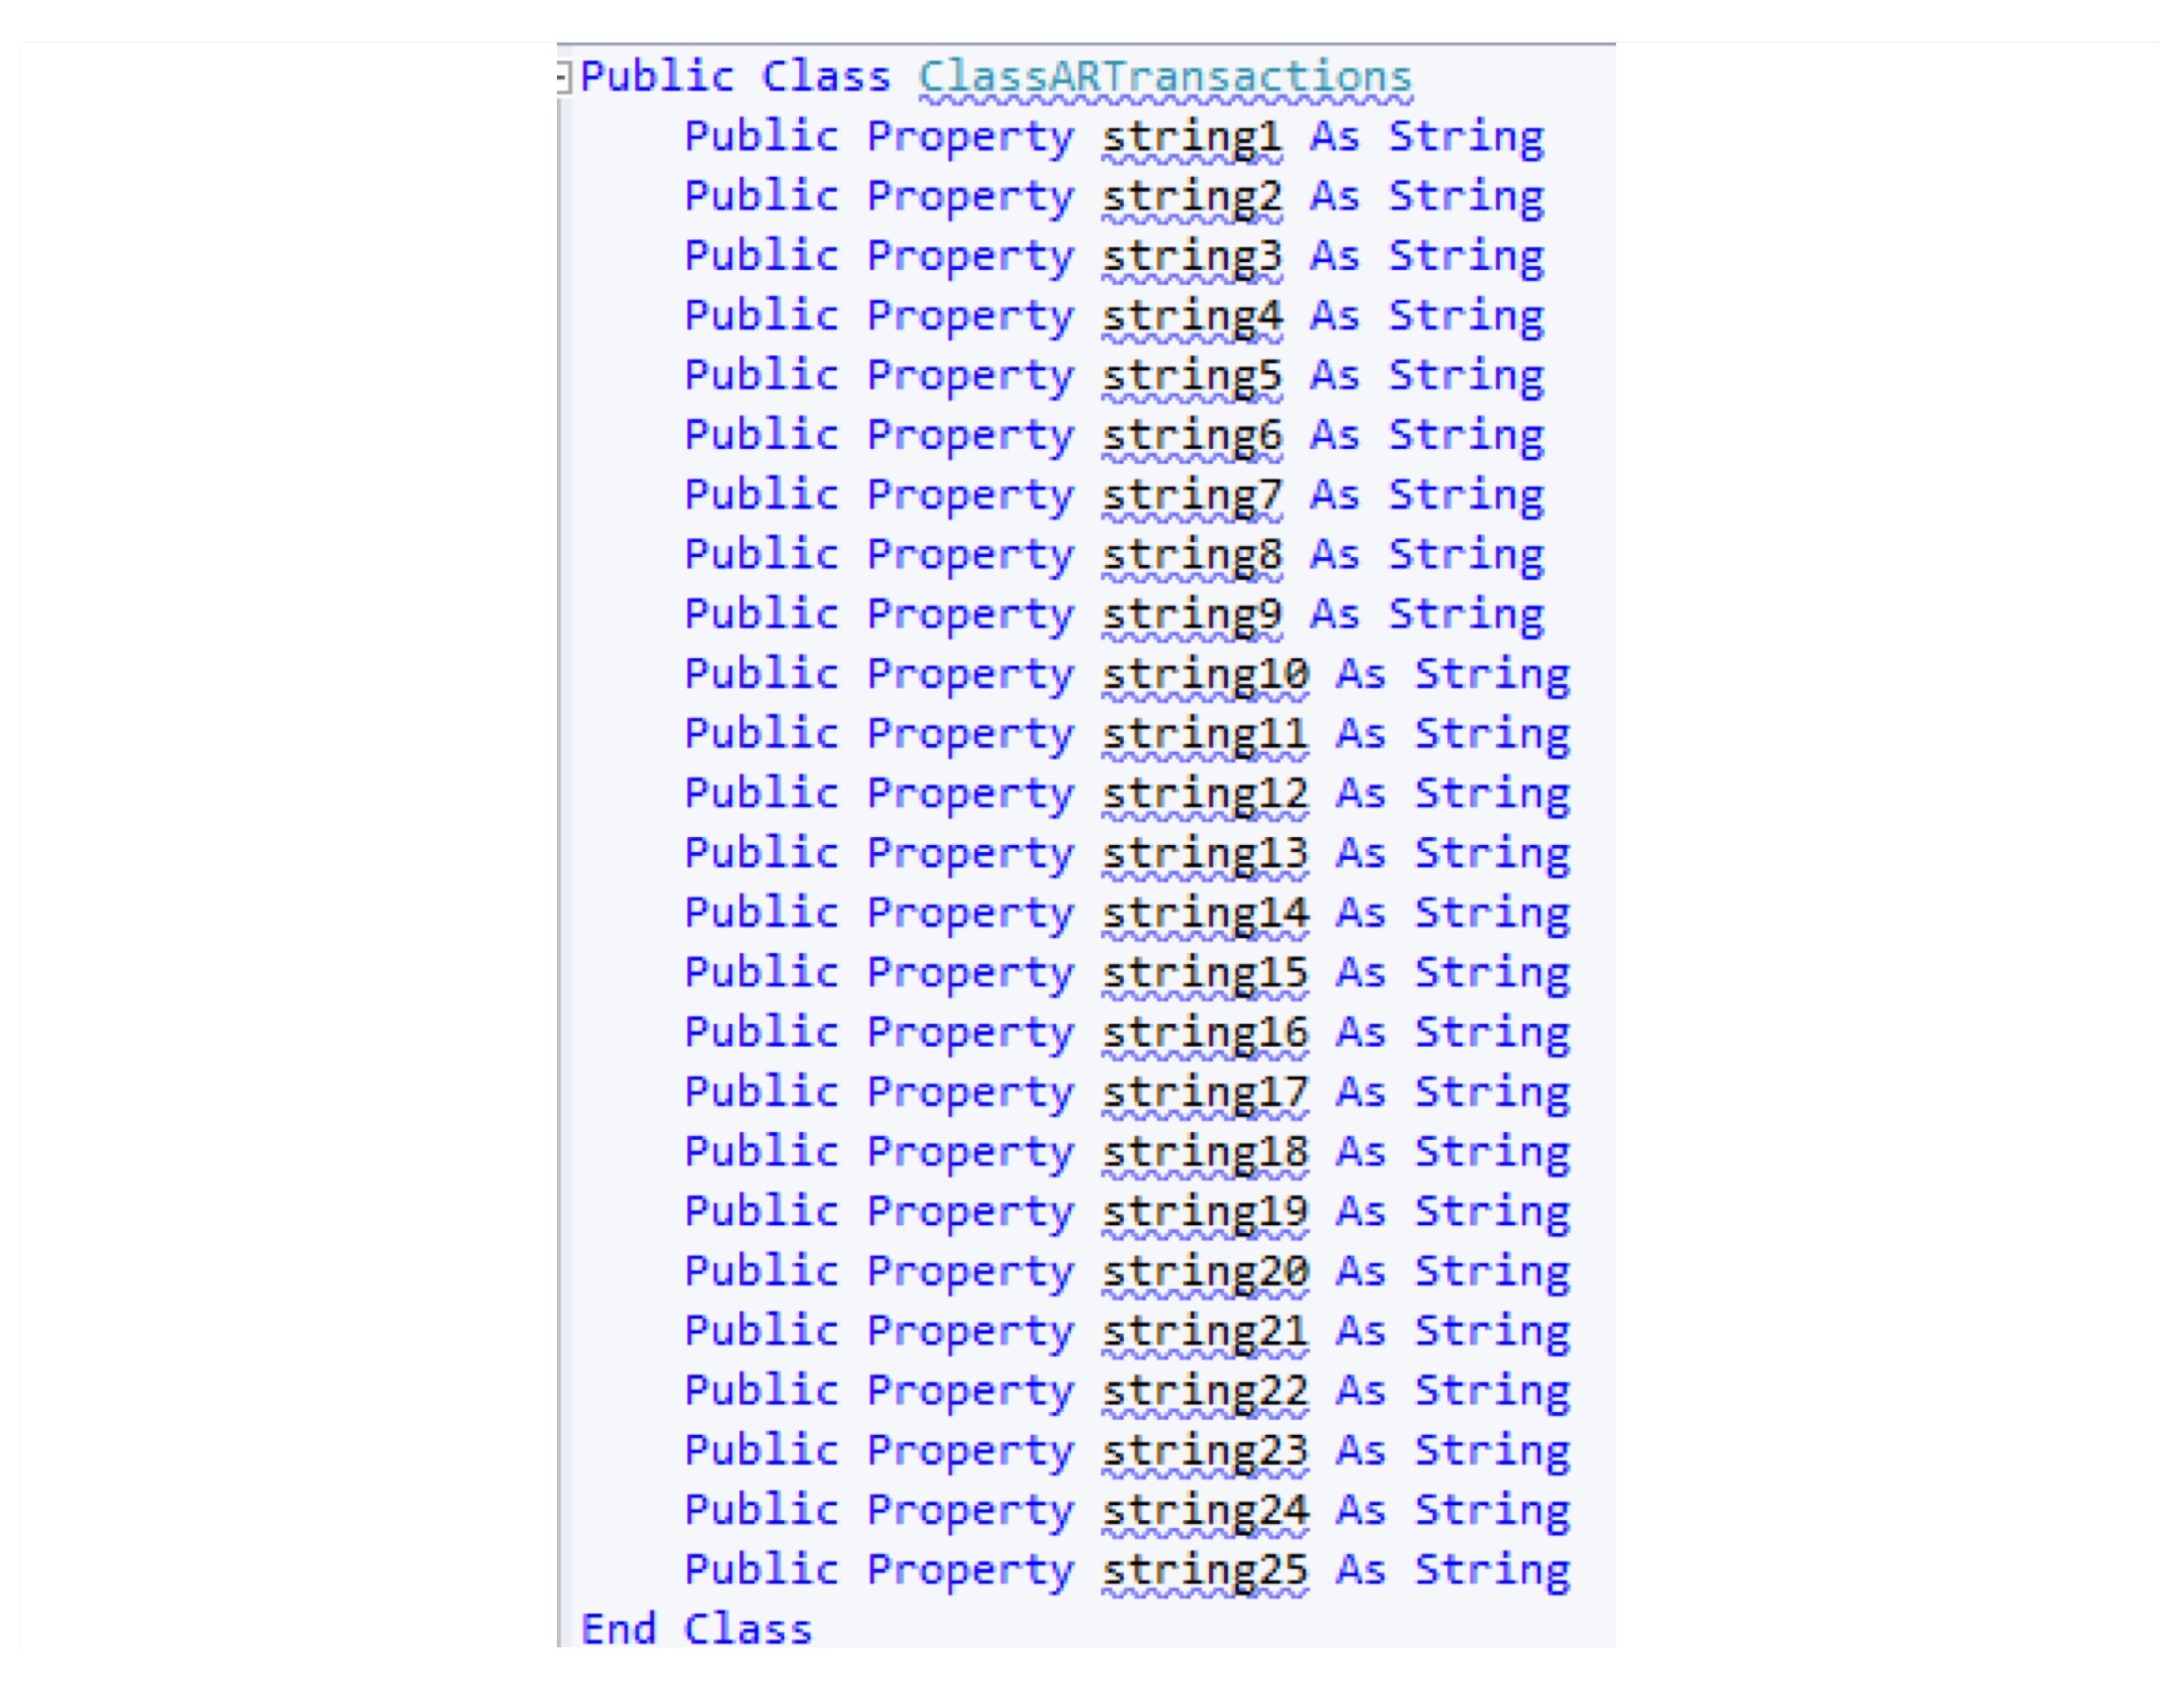 Public Class ClassARTransactions
Public Property string1 As String
Public Property string2 As String
Public Property string3 As String
Public Property string4 As String
Public Property string5 As String
Public Property string6 As String
Public Property string7 As String
Public Property string8 As String
Public Property string9 As String
Public Property string10 As String
Public Property string11 As String
Public Property string12 As String
Public Property string13 As String
Public Property string14 As String
Public Property string15 As String
Public Property string16 As String
Public Property string17 As String
Public Property string18 As String
Public Property string19 As String
Public Property string20 As String
Public Property string21 As String
Public Property string22 As String
Public Property string23 As String
Public Property string24 As String
Public Property string25 As String
End Class